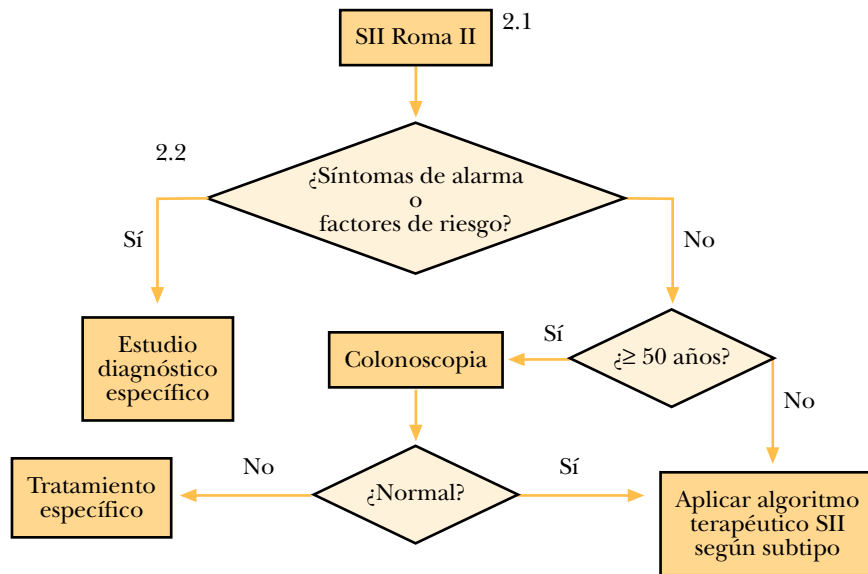 SII Roma II
2.1
2.2
¿Síntomas de alarma
o
factores de riesgo?
Sí
No
Estudio
diagnóstico
específico
Colonoscopia
Sí
¿≥ 50 años?
No
Tratamiento
específico
No
¿Normal?
Sí
Aplicar algoritmo
terapéutico SII
según subtipo